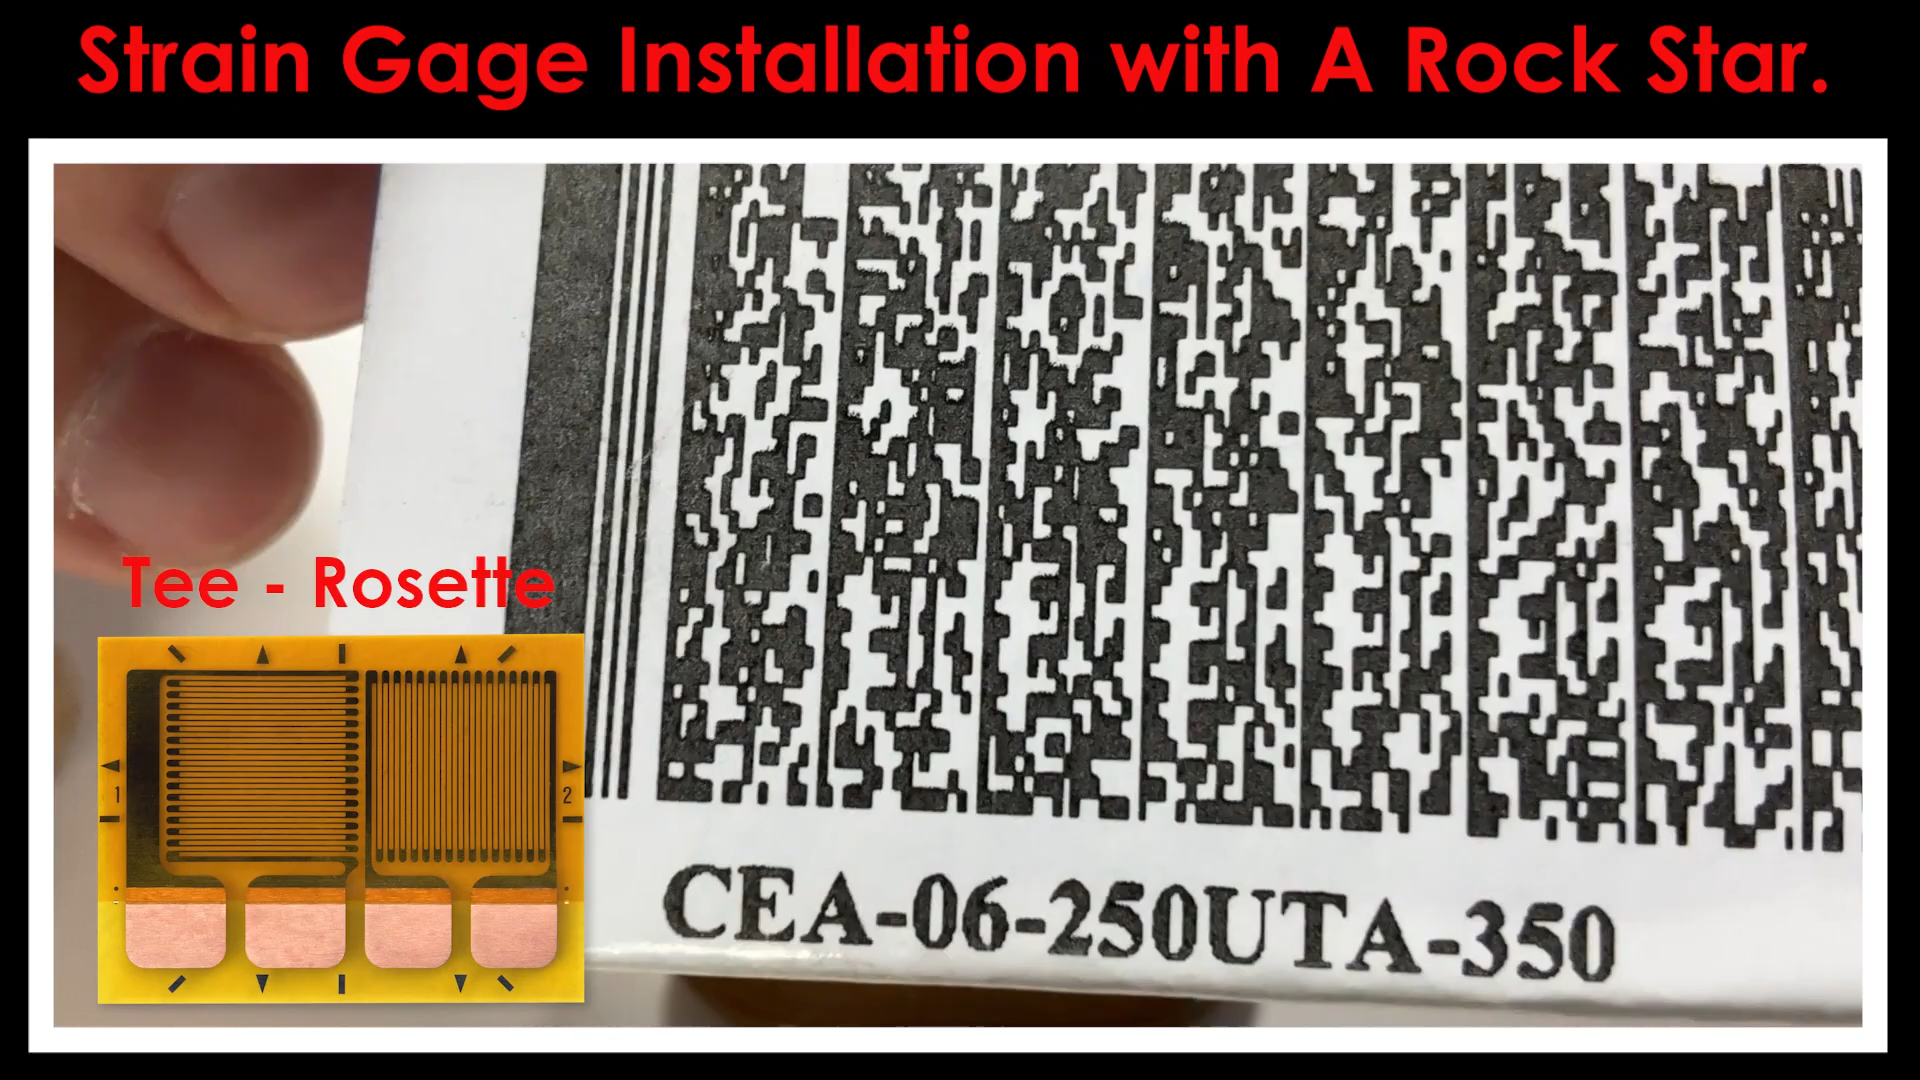 Strain Gage Installation with A Rock Star.
Tee - Rosette
1
2
CEA-06-250UTA-350